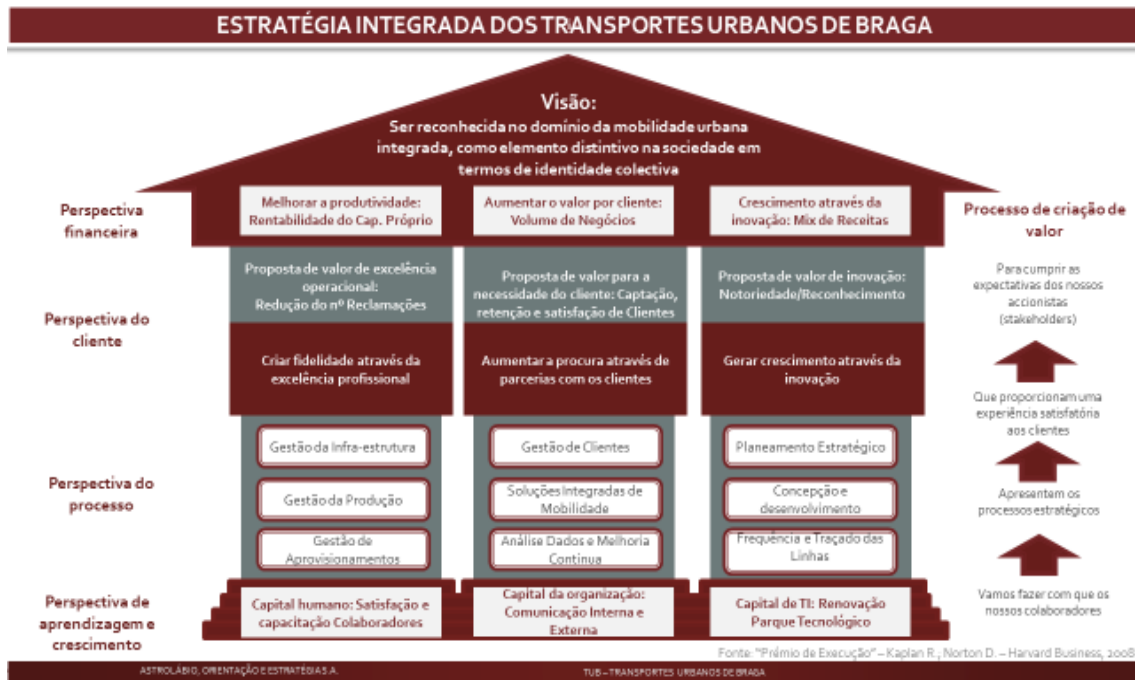 ESTRATÉGIA INTEGRADA DOS TRANSPORTES URBANOS DE BRAGA
Visão:
Ser reconhecida no domínio da mobilidade urbana
integrada, como elemento distintivo na sociedade em
termos de identidade colectiva
Perspectiva
financeira
Melhorar a produtividade:
Rentabilidade do Cap. Próprio
Aumentar o valor por cliente:
Volume de Negócios
Crescimento através da
inovação: Mix de Receitas
Processo de criação de
valor
Perspectiva do
cliente
Proposta de valor de excelência
operacional:
Redução do nº Reclamações
Proposta de valor para a
necessidade do cliente: Captação,
retenção e satisfação de Clientes
Proposta de valor de inovação:
Notoriedade/Reconhecimento
Para cumprir as
expectativas dos nossos
accionistas
(stakeholders)
Criar fidelidade através da
excelência profissional
Aumentar a procura através de
parcerias com os clientes
Gerar crescimento através da
inovação
Que proporcionam uma
experiência satisfatória
aos clientes
Perspectiva do
processo
Gestão da Infra-estrutura
Gestão de Clientes
Planeamento Estratégico
Gestão da Produção
Soluções Integradas de
Mobilidade
Concepção e
desenvolvimento
Apresentem os
processos estratégicos
Gestão de
Aprovisionamentos
Análise Dados e Melhoria
Continua
Frequência e Traçado das
Linhas
Perspectiva de
aprendizagem e
crescimento
Capital humano: Satisfação e
capacitação Colaboradores
Capital da organização:
Comunicação Interna e
Externa
Capital de TI: Renovação
Parque Tecnológico
Vamos fazer com que os
nossos colaboradores
Fonte: "Prémio de Execução" – Kaplan R., Norton D. – Harvard Business, 2008
ASTROLÁBIO, ORIENTAÇÃO E ESTRATÉGIA S.A.
TUB – TRANSPORTES URBANOS DE BRAGA